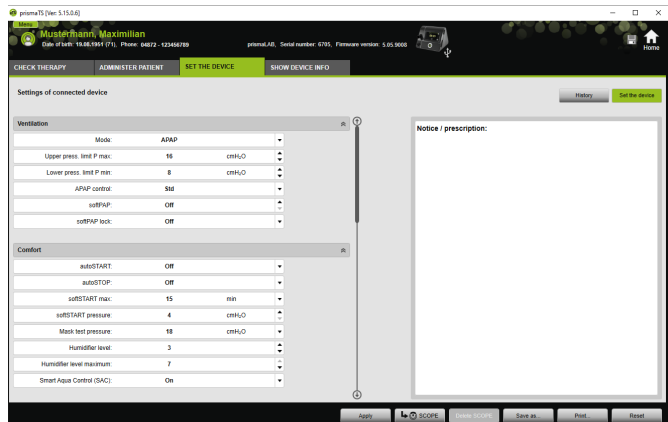 prismaTS [Ver: 5.15.0.6]
Menu
Mustermann, Maximilian
Date of birth: 19.08.1951 (71), Phone: 04872 - 123456789
prismaLAB, Serial number: 6705, Firmware version: 5.05.9008
Home
CHECK THERAPY ADMINISTER PATIENT SET THE DEVICE SHOW DEVICE INFO
Settings of connected device
History Set the device
Ventilation
Mode: APAP
Upper press. limit P max: 16 cmH₂O
Lower press. limit P min: 8 cmH₂O
APAP control: Std
softPAP: Off
softPAP lock: Off
Comfort
autoSTART: Off
autoSTOP: Off
softSTART max: 15 min
softSTART pressure: 4 cmH₂O
Mask test pressure: 18 cmH₂O
Humidifier level: 3
Humidifier level maximum: 7
Smart Aqua Control (SAC): On
Notice / prescription:
Apply SCOPE Delete SCOPE Save as... Print... Reset